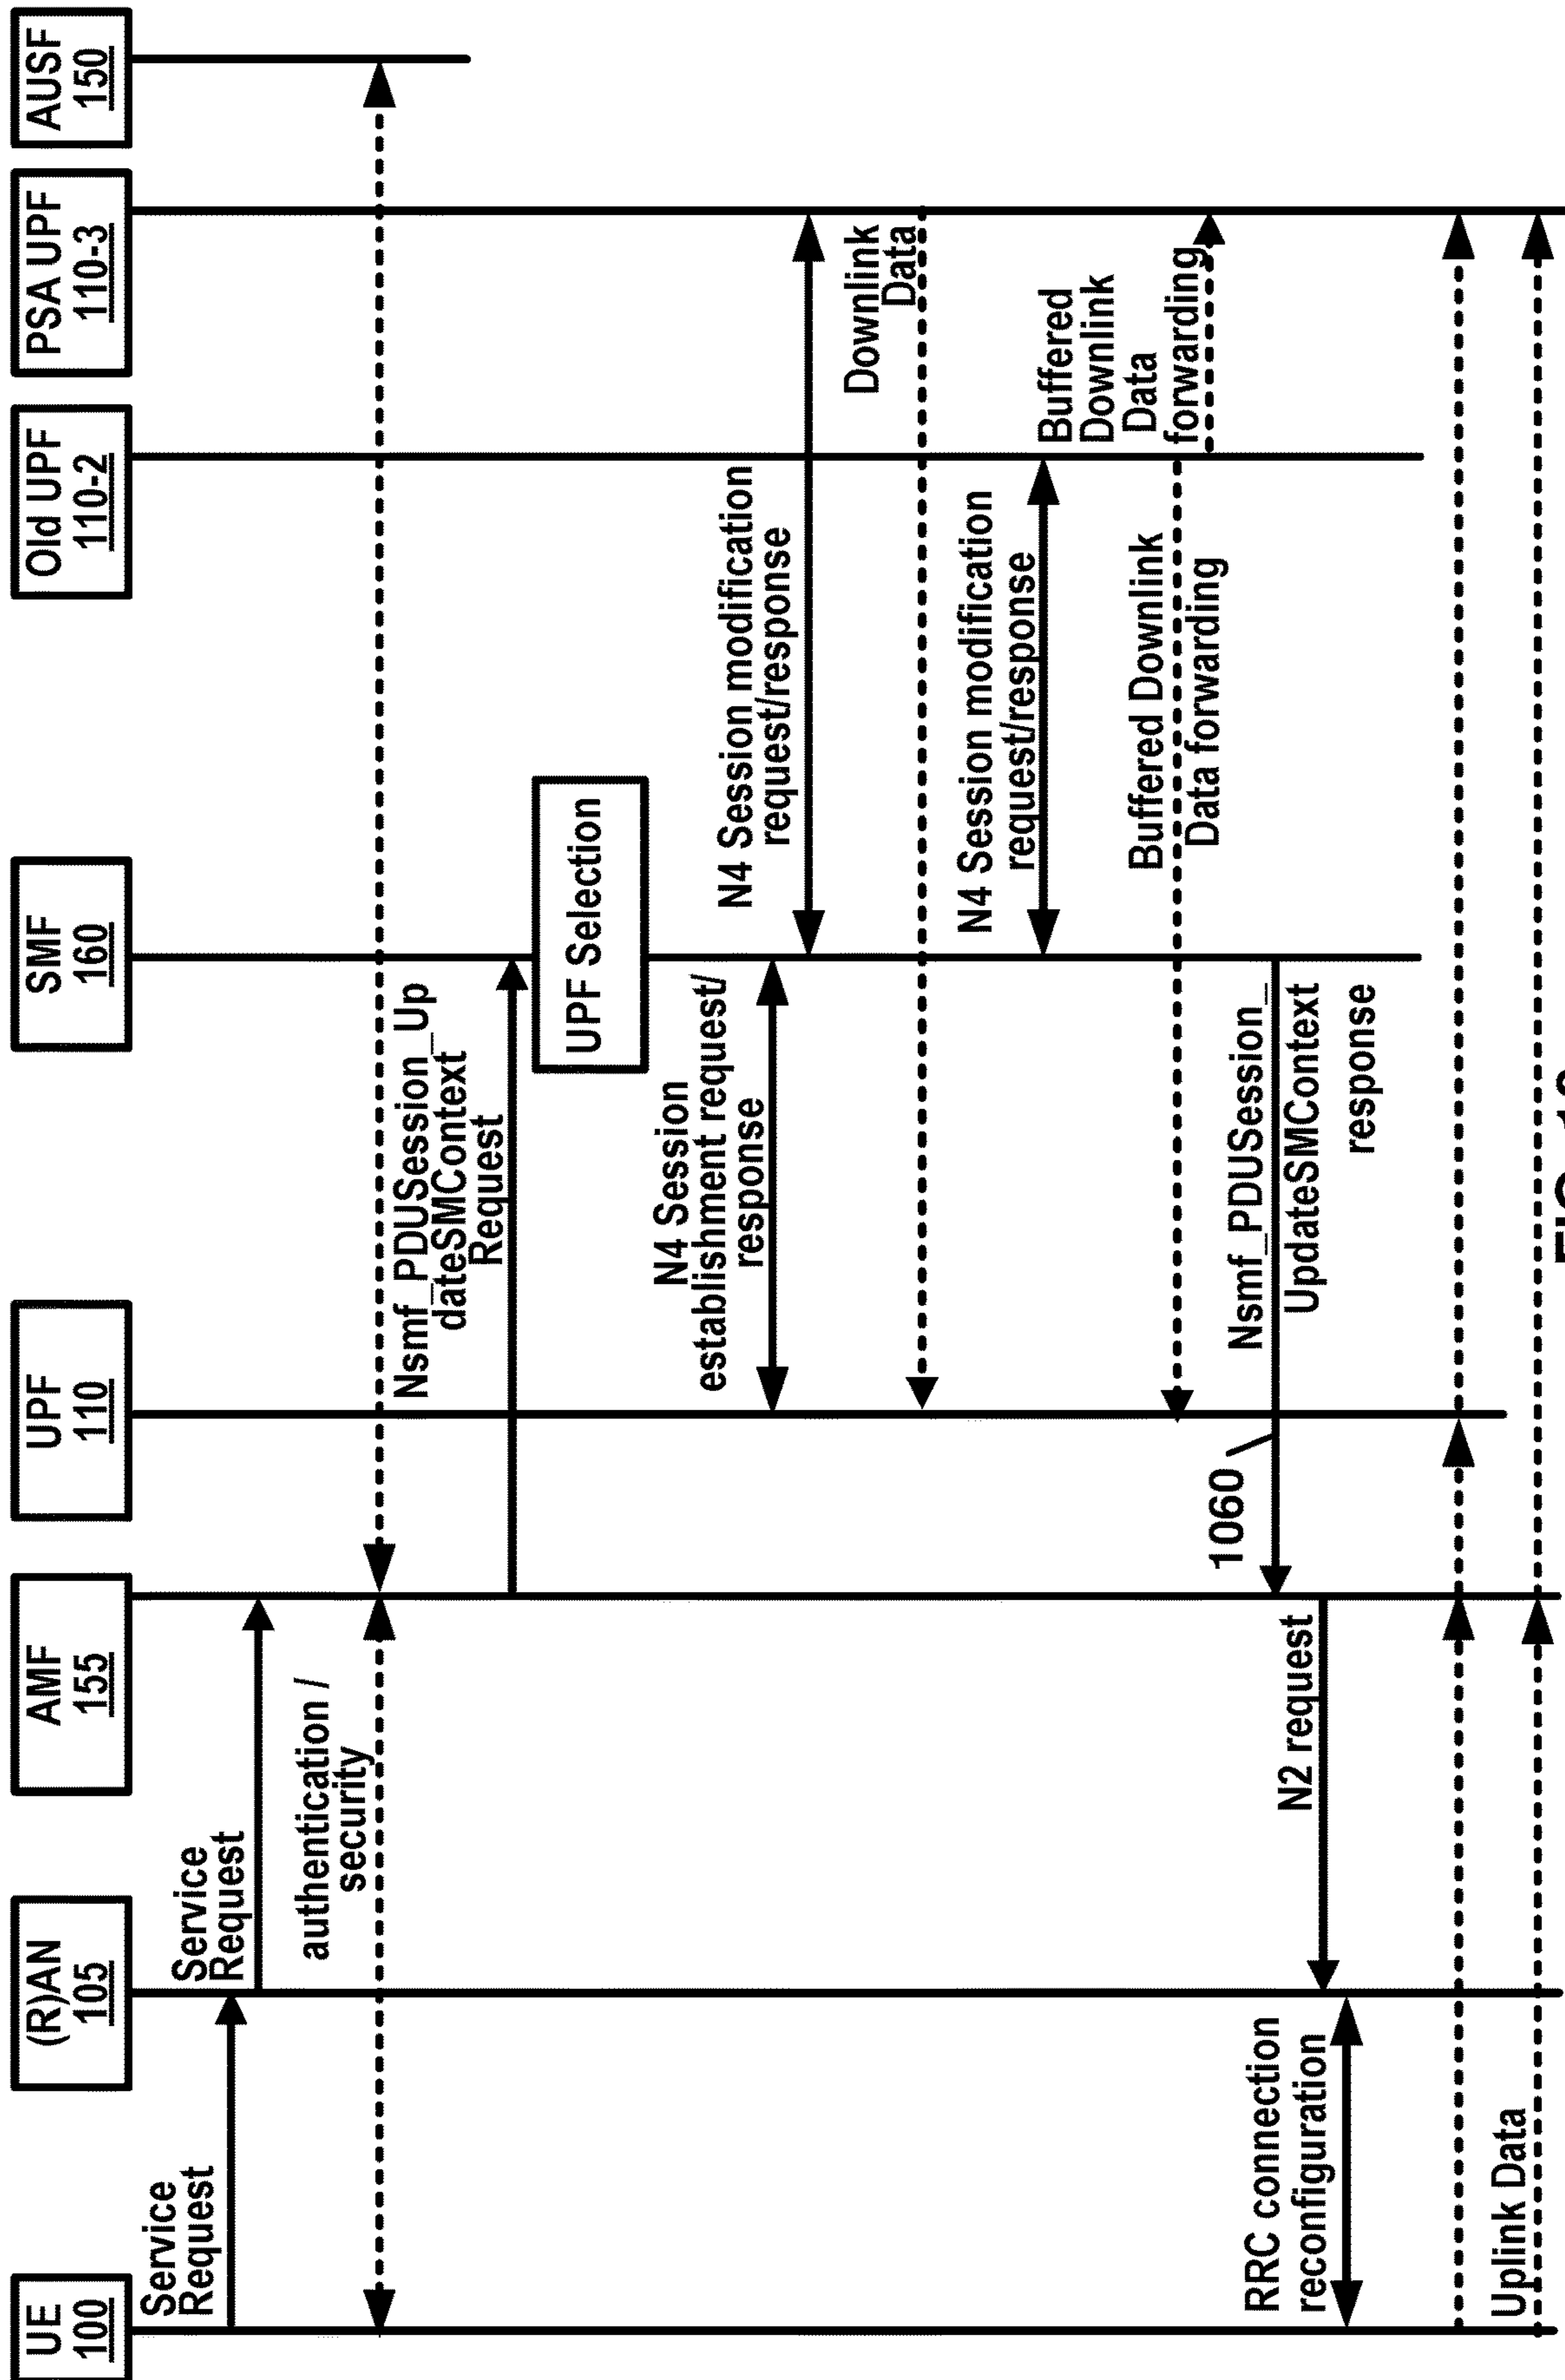 UE
100
(R)AN
105
AMF
155
UPF
110
SMF
160
Old UPF
110-2
PSA UPF
110-3
AUSF
150
Service
Request
Service
Request
authentication /
security
Nsmf_PDUSession_Up
dateSMContext
Request
UPF Selection
N4 Session
establishment request/
response
N4 Session modification
request/response
Downlink
Data
N4 Session modification
request/response
Buffered
Downlink
Data
forwarding
Buffered Downlink
Data forwarding
1060
Nsmf_PDUSession_
UpdateSMContext
response
N2 request
RRC connection
reconfiguration
Uplink Data